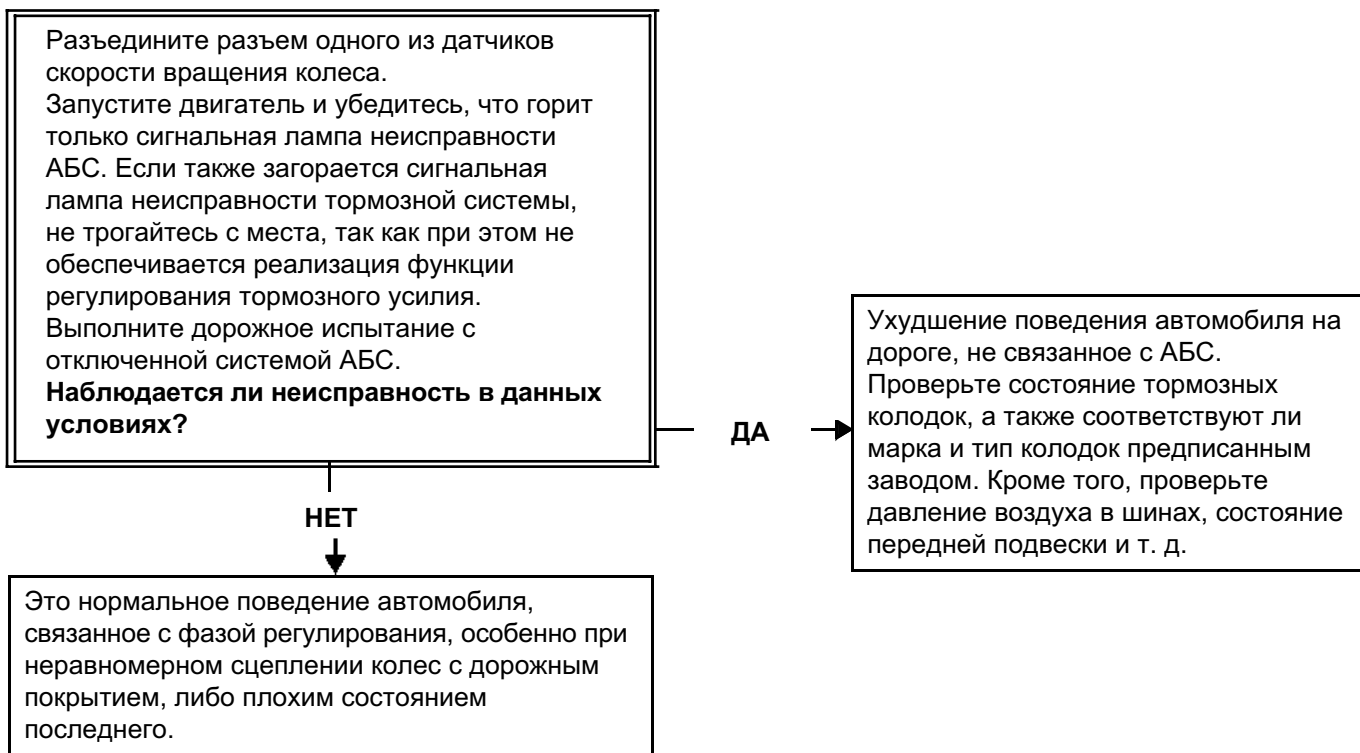 Разъедините разъем одного из датчиков
скорости вращения колеса.
Запустите двигатель и убедитесь, что горит
только сигнальная лампа неисправности
АБС. Если также загорается сигнальная
лампа неисправности тормозной системы,
не трогайтесь с места, так как при этом не
обеспечивается реализация функции
регулирования тормозного усилия.
Выполните дорожное испытание с
отключенной системой АБС.
Наблюдается ли неисправность в данных
условиях?
ДА
Ухудшение поведения автомобиля на
дороге, не связанное с АБС.
Проверьте состояние тормозных
колодок, а также соответствуют ли
марка и тип колодок предписанным
заводом. Кроме того, проверьте
давление воздуха в шинах, состояние
передней подвески и т. д.
НЕТ
Это нормальное поведение автомобиля,
связанное с фазой регулирования, особенно при
неравномерном сцеплении колес с дорожным
покрытием, либо плохим состоянием
последнего.